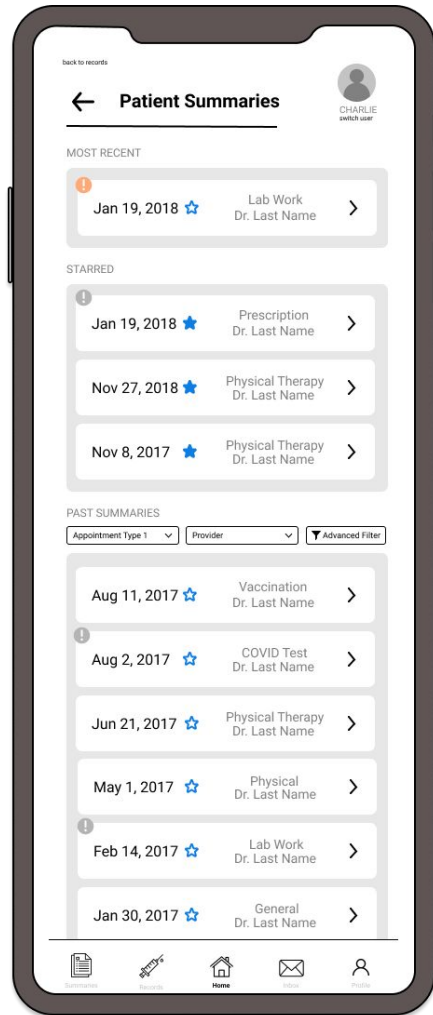 back to records
Patient Summaries
CHARLIE
switch user
MOST RECENT
!
Jan 19, 2018
Lab Work
Dr. Last Name
STARRED
!
Jan 19, 2018
Prescription
Dr. Last Name
Nov 27, 2018
Physical Therapy
Dr. Last Name
Nov 8, 2017
Physical Therapy
Dr. Last Name
PAST SUMMARIES
Appointment Type 1
Provider
Advanced Filter
Aug 11, 2017
Vaccination
Dr. Last Name
!
Aug 2, 2017
COVID Test
Dr. Last Name
Jun 21, 2017
Physical Therapy
Dr. Last Name
May 1, 2017
Physical
Dr. Last Name
!
Feb 14, 2017
Lab Work
Dr. Last Name
Jan 30, 2017
General
Dr. Last Name
Summaries
Records
Home
Inbox
Profile